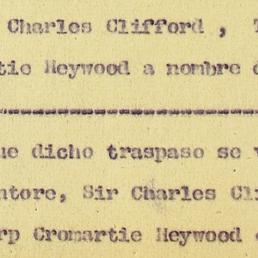 Charles Clifford ,
tie Heywood a nombre
ue dicho traspaso se
ntore, Sir Charles Cl
rp Cromartie Heywood